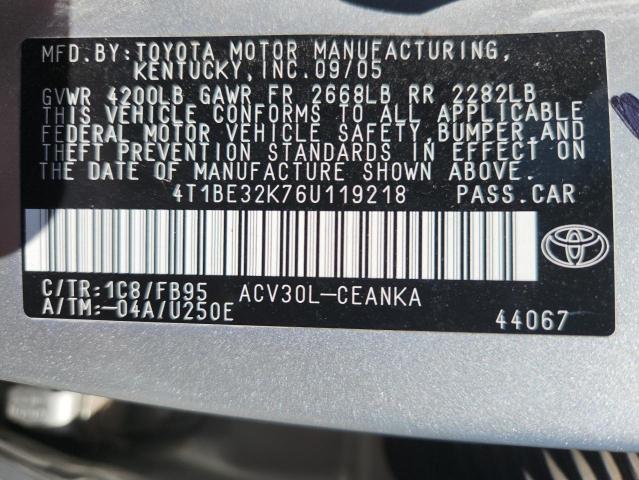 MFD.BY: TOYOTA MOTOR MANUFACTURING,
KENTUCKY, INC. 09/05
GVWR 4200LB GAWR FR 2668LB RR 2282LB
THIS VEHICLE CONFORMS TO ALL APPLICABLE
FEDERAL MOTOR VEHICLE SAFETY, BUMPER, AND
THEFT PREVENTION STANDARDS IN EFFECT ON THE
DATE OF MANUFACTURE SHOWN ABOVE.
4T1BE32K76U119218 PASS.CAR
C/TR:1C8/FB95 ACV30L-CEANKA
A/TM:-04A/U250E
44067